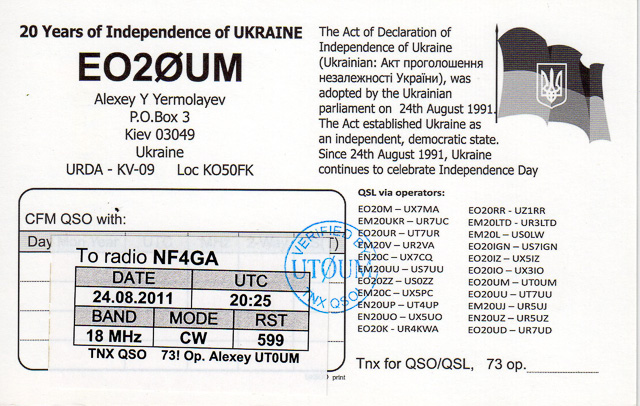 20 Years of Independence of UKRAINE
EO2ØUM
Alexey Y Yermolayev
P.O.Box 3
Kiev 03049
Ukraine
URDA - KV-09 Loc KO50FK
The Act of Declaration of
Independence of Ukraine
(Ukrainian: Акт проголошення
незалежності України), was
adopted by the Ukrainian
parliament on 24th August 1991.
The Act established Ukraine as
an independent, democratic state.
Since 24th August 1991, Ukraine
continues to celebrate Independence Day
CFM QSO with:
Day
To radio NF4GA
DATE UTC
24.08.2011 20:25
BAND MODE RST
18 MHz CW 599
TNX QSO 73! Op. Alexey UT0UM
VERIFIED BY
UTØUM
TNX QSO
QSL via operators:
EO20M – UX7MA
EM20UKR – UR7UC
EO20UR – UT7UR
EM20V – UR2VA
EN20C – UX7CQ
EM20UU – US7UU
EO20ZZ – US0ZZ
EM20C – UX5PC
EN20UP – UT4UP
EN20UO – UX5UO
EO20K - UR4KWA
EO20RR - UZ1RR
EM20LTD - UR3LTD
EM20L – US0LW
EO20IGN – US7IGN
EO20IZ – UX5IZ
EO20IO – UX3IO
EO20UM – UT0UM
EO20UU – UT7UU
EM20UJ – UR5UJ
EN20UZ – UR5UZ
EO20UD – UR7UD
Tnx for QSO/QSL, 73 op.
print